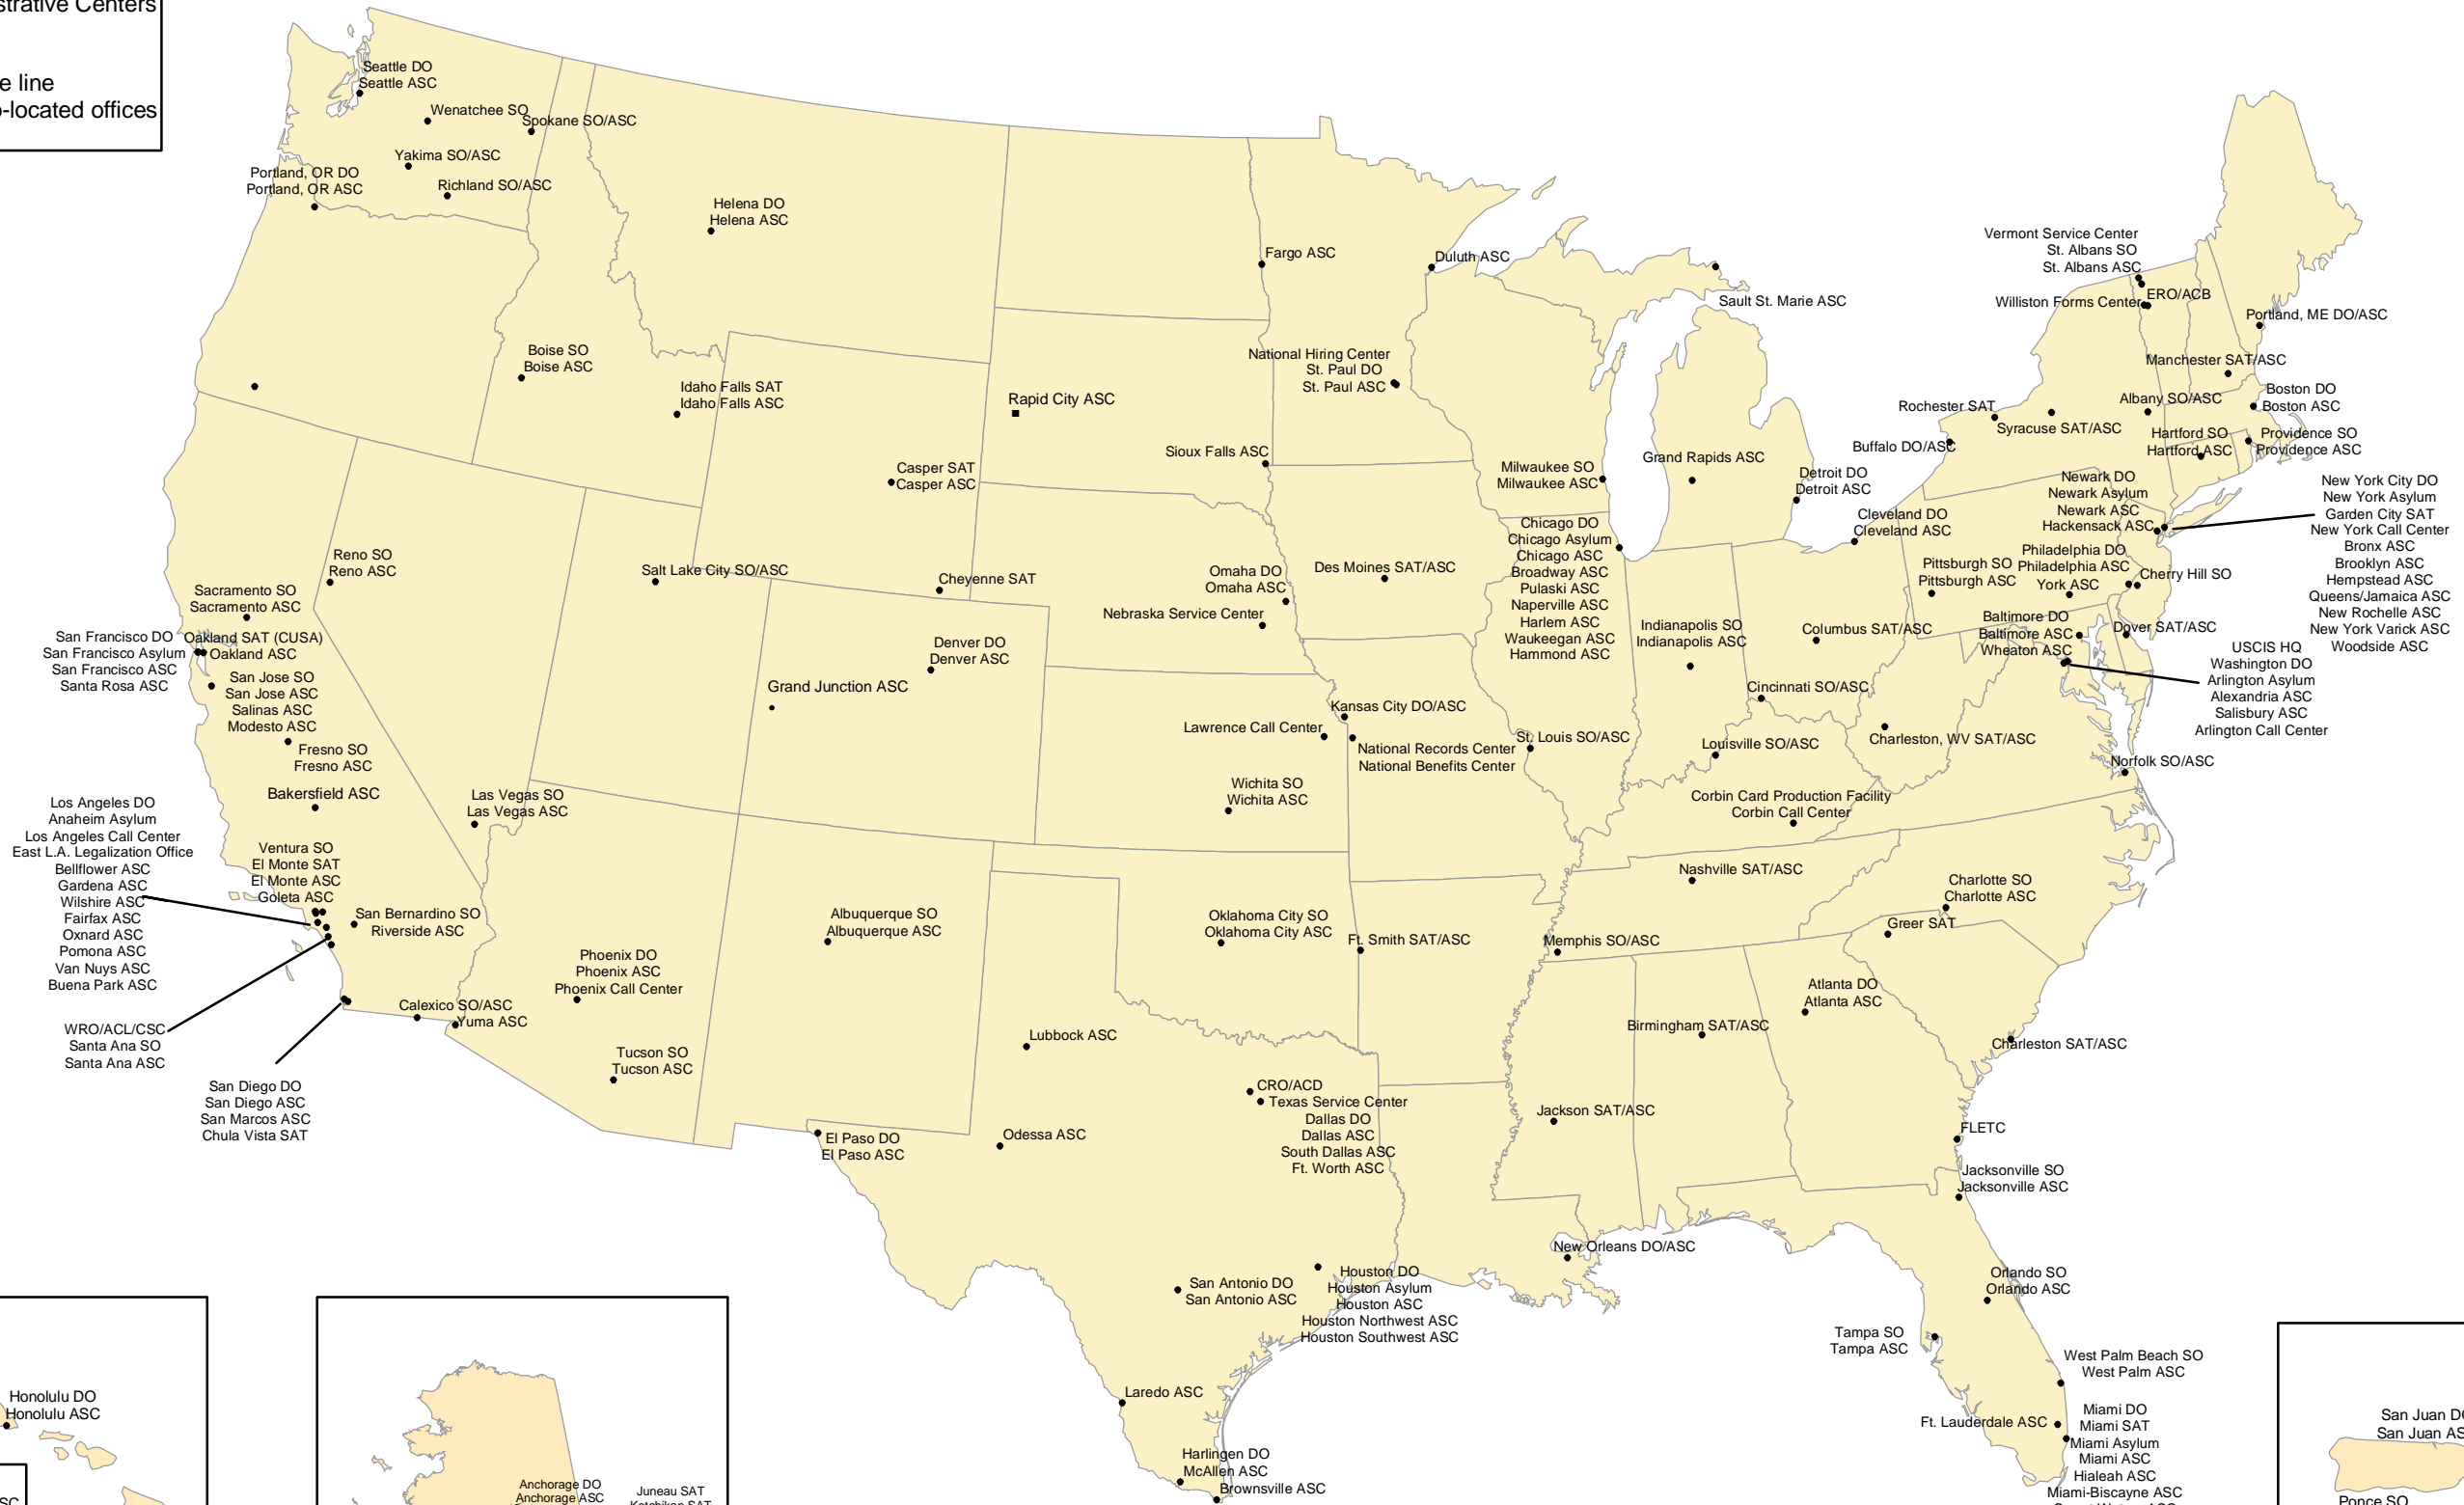 strative Centers
e line
-located offices
Seattle DO
Seattle ASC
Wenatchee SO
Spokane SO/ASC
Yakima SO/ASC
Richland SO/ASC
Portland, OR DO
Portland, OR ASC
Helena DO
Helena ASC
Fargo ASC
Duluth ASC
Sault St. Marie ASC
Vermont Service Center
St. Albans SO
St. Albans ASC
Williston Forms Center
ERO/ACB
Portland, ME DO/ASC
Manchester SAT/ASC
Boston DO
Boston ASC
Albany SO/ASC
Rochester SAT
Syracuse SAT/ASC
Buffalo DO/ASC
Hartford SO
Hartford ASC
Providence SO
Providence ASC
Boise SO
Boise ASC
Idaho Falls SAT
Idaho Falls ASC
Rapid City ASC
National Hiring Center
St. Paul DO
St. Paul ASC
Sioux Falls ASC
Casper SAT
Casper ASC
Milwaukee SO
Milwaukee ASC
Grand Rapids ASC
Detroit DO
Detroit ASC
Cleveland DO
Cleveland ASC
Newark DO
Newark Asylum
Newark ASC
Hackensack ASC
New York City DO
New York Asylum
Garden City SAT
New York Call Center
Bronx ASC
Brooklyn ASC
Hempstead ASC
Queens/Jamaica ASC
New Rochelle ASC
New York Varick ASC
Woodside ASC
Chicago DO
Chicago Asylum
Chicago ASC
Broadway ASC
Pulaski ASC
Naperville ASC
Harlem ASC
Waukeegan ASC
Hammond ASC
Philadelphia DO
Philadelphia ASC
York ASC
Cherry Hill SO
Pittsburgh SO
Pittsburgh ASC
Baltimore DO
Baltimore ASC
Wheaton ASC
Dover SAT/ASC
USCIS HQ
Washington DO
Arlington Asylum
Alexandria ASC
Salisbury ASC
Arlington Call Center
Reno SO
Reno ASC
Salt Lake City SO/ASC
Cheyenne SAT
Omaha DO
Omaha ASC
Nebraska Service Center
Des Moines SAT/ASC
Sacramento SO
Sacramento ASC
San Francisco DO
San Francisco Asylum
San Francisco ASC
Santa Rosa ASC
Oakland SAT (CUSA)
Oakland ASC
San Jose SO
San Jose ASC
Salinas ASC
Modesto ASC
Fresno SO
Fresno ASC
Bakersfield ASC
Denver DO
Denver ASC
Grand Junction ASC
Indianapolis SO
Indianapolis ASC
Columbus SAT/ASC
Cincinnati SO/ASC
Kansas City DO/ASC
Lawrence Call Center
National Records Center
National Benefits Center
St. Louis SO/ASC
Louisville SO/ASC
Charleston, WV SAT/ASC
Norfolk SO/ASC
Wichita SO
Wichita ASC
Corbin Card Production Facility
Corbin Call Center
Las Vegas SO
Las Vegas ASC
Los Angeles DO
Anaheim Asylum
Los Angeles Call Center
East L.A. Legalization Office
Bellflower ASC
Gardena ASC
Wilshire ASC
Fairfax ASC
Oxnard ASC
Pomona ASC
Van Nuys ASC
Buena Park ASC
Ventura SO
El Monte SAT
El Monte ASC
Goleta ASC
San Bernardino SO
Riverside ASC
WRO/ACL/CSC
Santa Ana SO
Santa Ana ASC
San Diego DO
San Diego ASC
San Marcos ASC
Chula Vista SAT
Calexico SO/ASC
Yuma ASC
Phoenix DO
Phoenix ASC
Phoenix Call Center
Tucson SO
Tucson ASC
Albuquerque SO
Albuquerque ASC
Oklahoma City SO
Oklahoma City ASC
Ft. Smith SAT/ASC
Memphis SO/ASC
Nashville SAT/ASC
Charlotte SO
Charlotte ASC
Greer SAT
Atlanta DO
Atlanta ASC
Birmingham SAT/ASC
Charleston SAT/ASC
Lubbock ASC
CRO/ACD
Texas Service Center
Dallas DO
Dallas ASC
South Dallas ASC
Ft. Worth ASC
Jackson SAT/ASC
El Paso DO
El Paso ASC
Odessa ASC
FLETC
Jacksonville SO
Jacksonville ASC
New Orleans DO/ASC
San Antonio DO
San Antonio ASC
Houston DO
Houston Asylum
Houston ASC
Houston Northwest ASC
Houston Southwest ASC
Orlando SO
Orlando ASC
Tampa SO
Tampa ASC
West Palm Beach SO
West Palm ASC
Ft. Lauderdale ASC
Miami DO
Miami SAT
Miami Asylum
Miami ASC
Hialeah ASC
Miami-Biscayne ASC
Laredo ASC
Harlingen DO
McAllen ASC
Brownsville ASC
Honolulu DO
Honolulu ASC
SC
Anchorage DO
Anchorage ASC
Juneau SAT
Ketchikan SAT
San Juan D
San Juan AS
Ponce SO